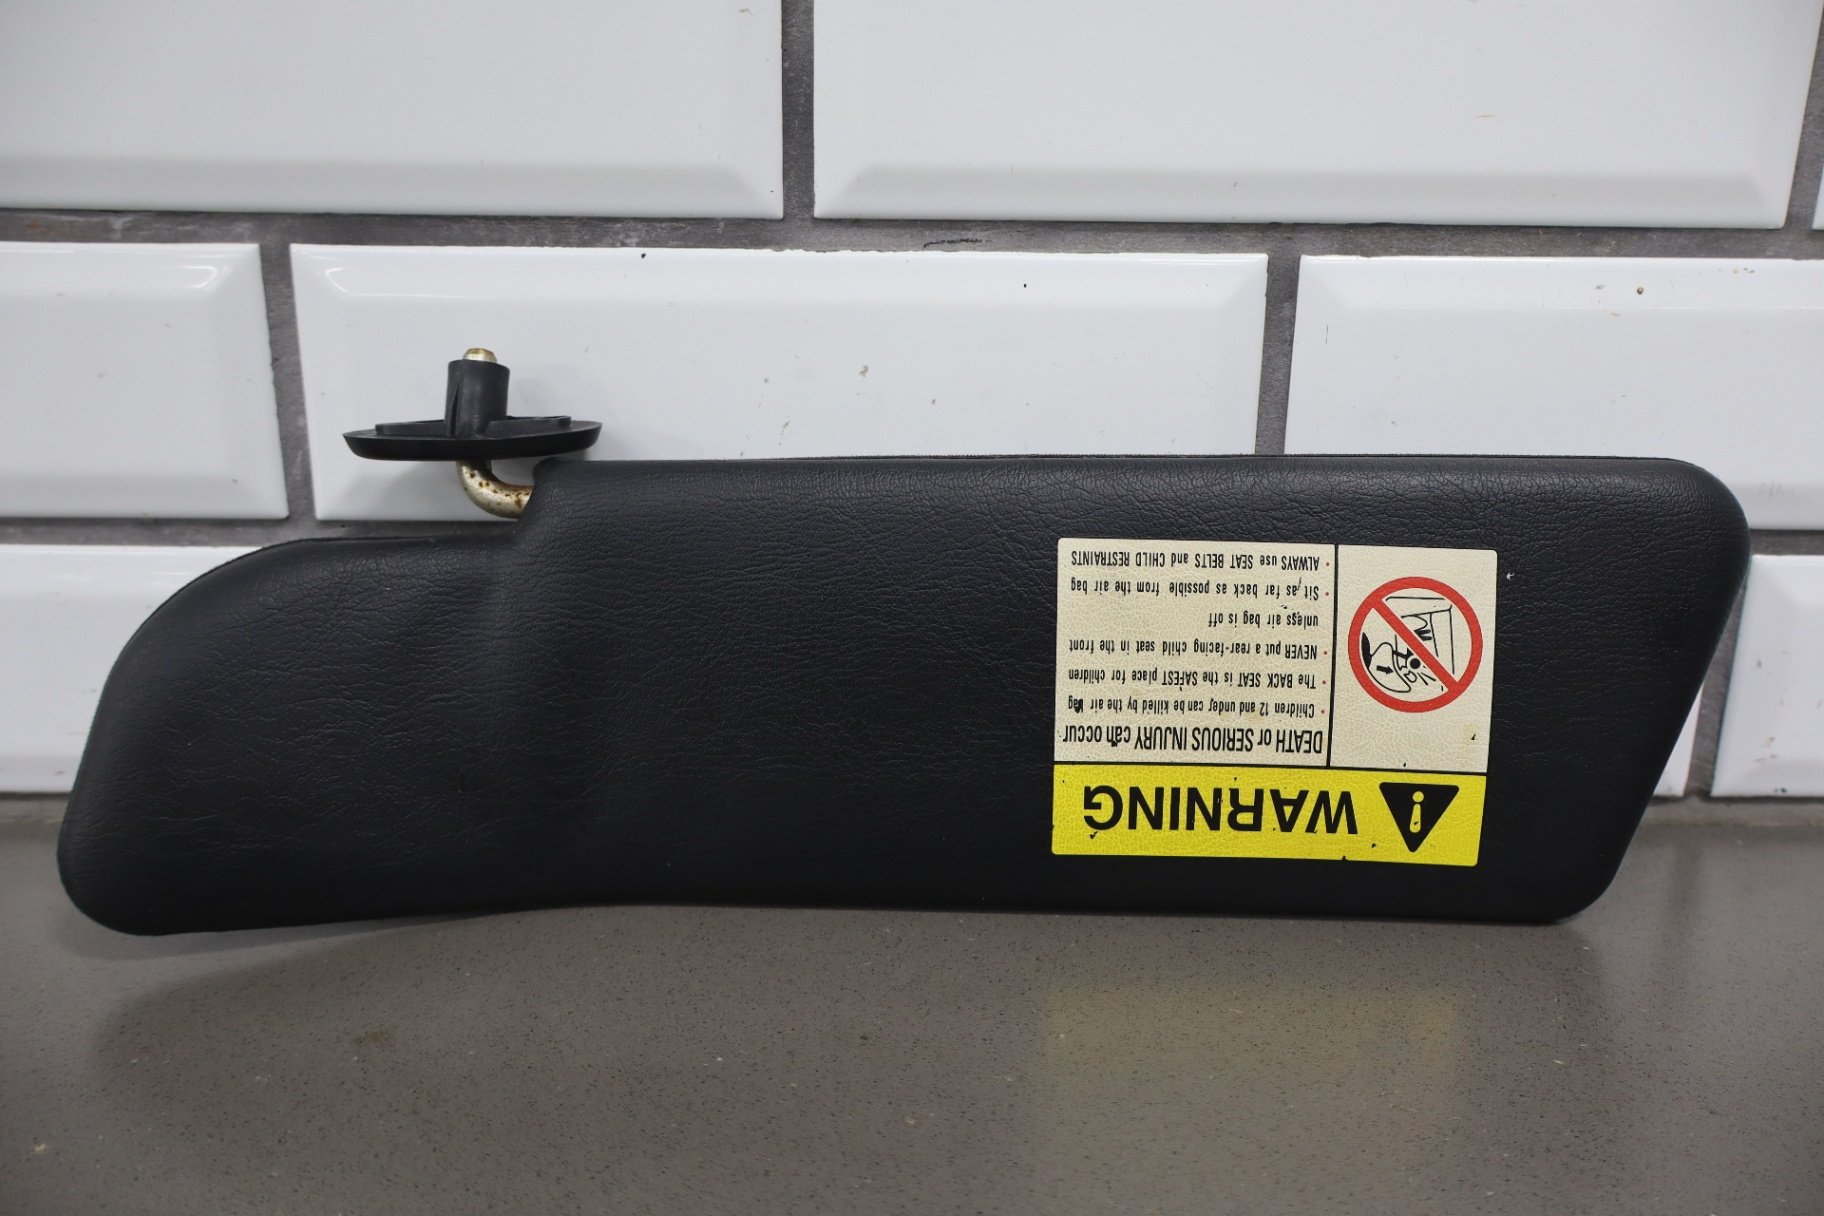 WARNING
DEATH or SERIOUS INJURY can occur
• Children 12 and under can be killed by the air bag
• The BACK SEAT is the SAFEST place for children
• NEVER put a rear-facing child seat in the front
unless air bag is off
• Sit as far back as possible from the air bag
• ALWAYS use SEAT BELTS and CHILD RESTRAINTS